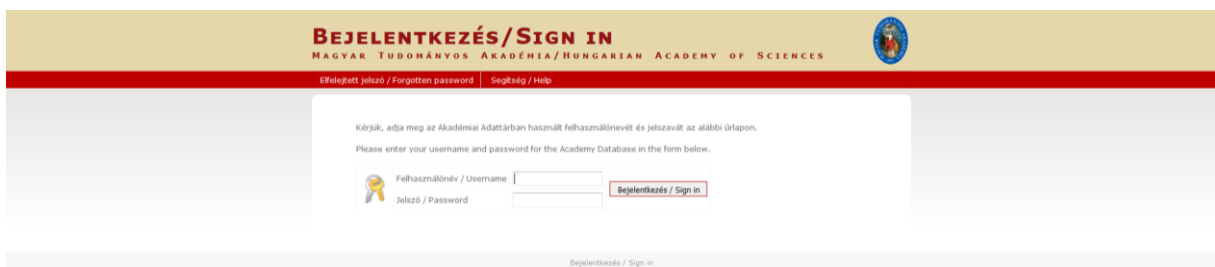 BEJELENTKEZÉS/SIGN IN
MAGYAR TUDOMÁNYOS AKADÉMIA/HUNGARIAN ACADEMY OF SCIENCES
Elfelejtett jelszó / Forgotten password Segítség / Help
Kérjük, adja meg az Akadémiai Adattárban használt felhasználónevét és jelszavát az alábbi űrlapon.
Please enter your username and password for the Academy Database in the form below.
Felhasználónév / Username
Bejelentkezés / Sign in
Jelszó / Password
Bejelentkezés / Sign in